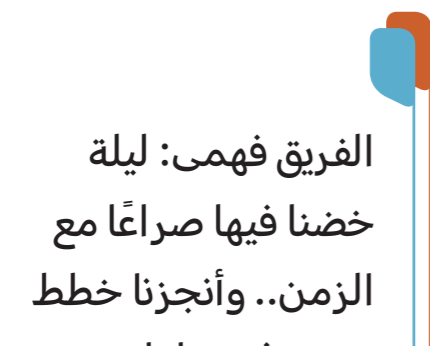 الفريق فهمى: ليلة
خضنا فيها صراعًا مع
الزمن.. وأنجزنا خطط